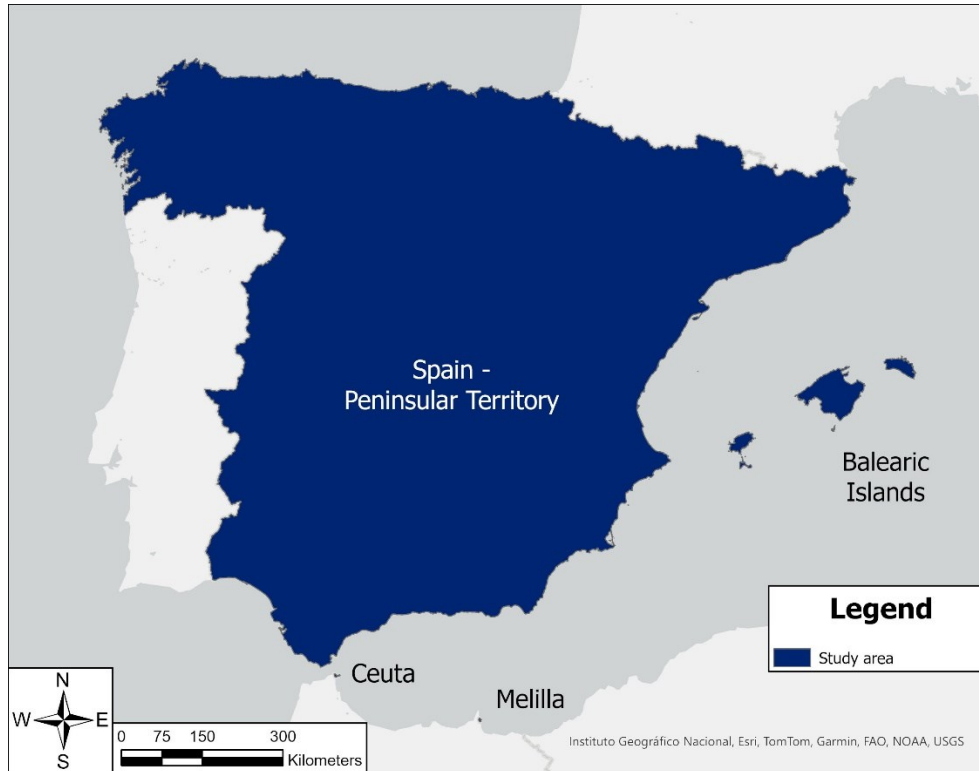 Spain -
Peninsular Territory
Balearic
Islands
Ceuta
Melilla
Legend
Study area
N
W E
S
0 75 150 300
Kilometers
Instituto Geográfico Nacional, Esri, TomTom, Garmin, FAO, NOAA, USGS